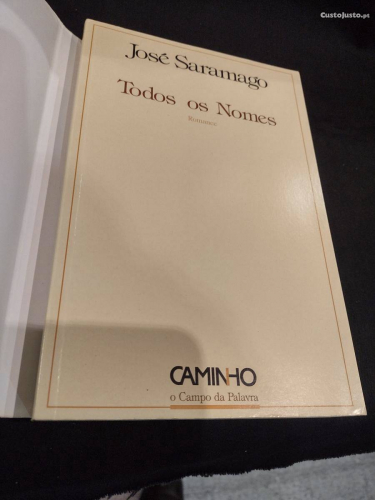 CustoJusto.pt
José Saramago
Todos os Nomes
Romance
CAMINHO
o Campo da Palavra